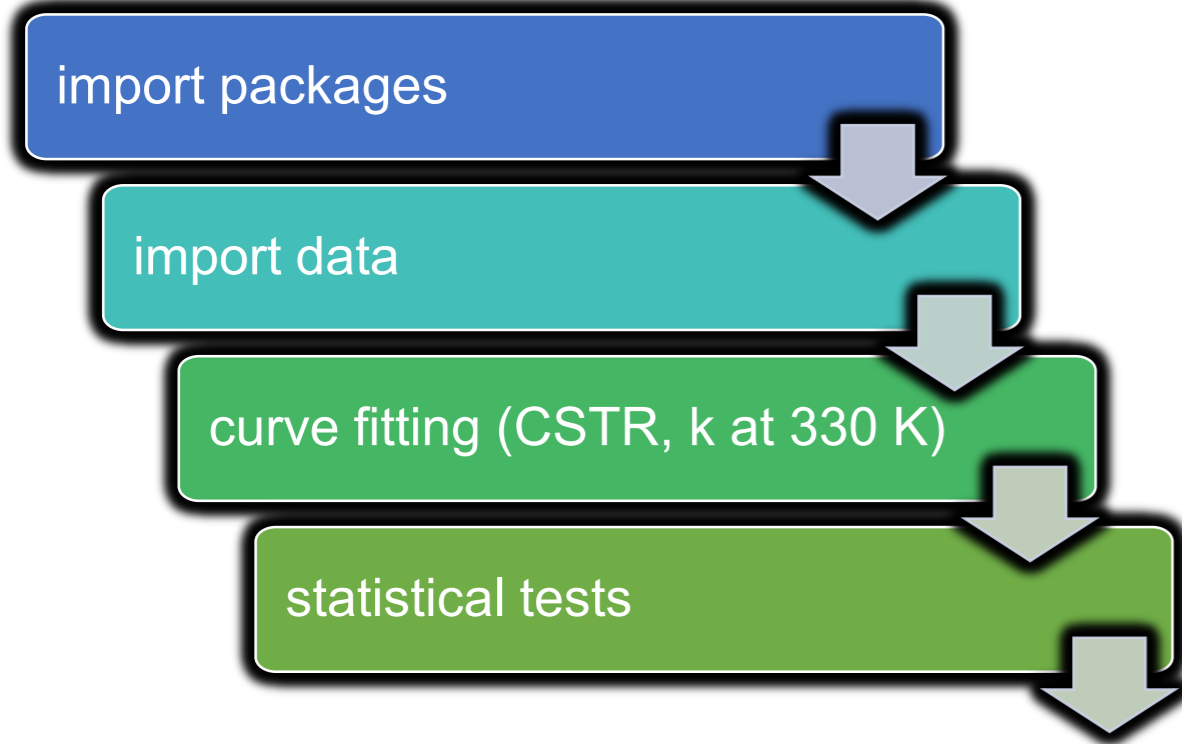 import packages
import data
curve fitting (CSTR, k at 330 K)
statistical tests